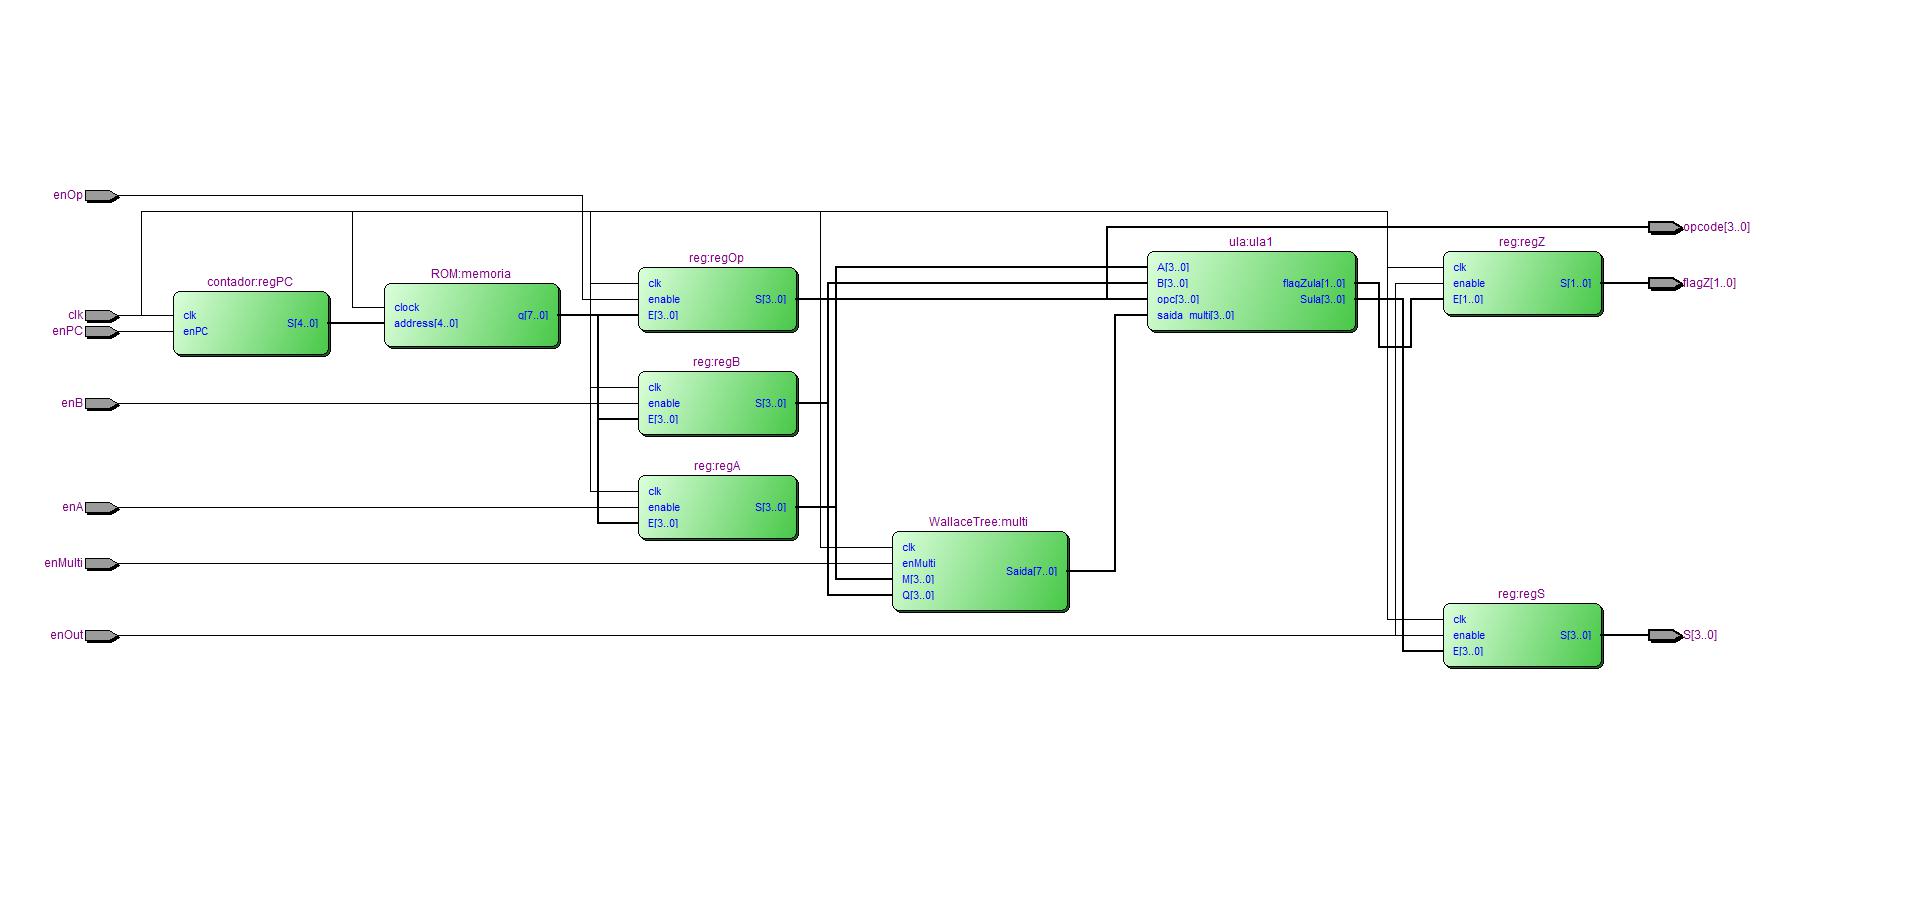 enOp
clk
enPC
enB
enA
enMulti
enOut
contador:regPC
clk
enPC
S[4..0]
ROM:memoria
clock
address[4..0]
q[7..0]
reg:regOp
clk
enable
E[3..0]
S[3..0]
reg:regB
clk
enable
E[3..0]
S[3..0]
reg:regA
clk
enable
E[3..0]
S[3..0]
WallaceTree:multi
clk
enMulti
M[3..0]
Q[3..0]
Saida[7..0]
ula:ula1
A[3..0]
B[3..0]
opc[3..0]
saida_multi[3..0]
flagZula[1..0]
Sula[3..0]
reg:regZ
clk
enable
E[1..0]
S[1..0]
reg:regS
clk
enable
E[3..0]
S[3..0]
opcode[3..0]
flagZ[1..0]
S[3..0]